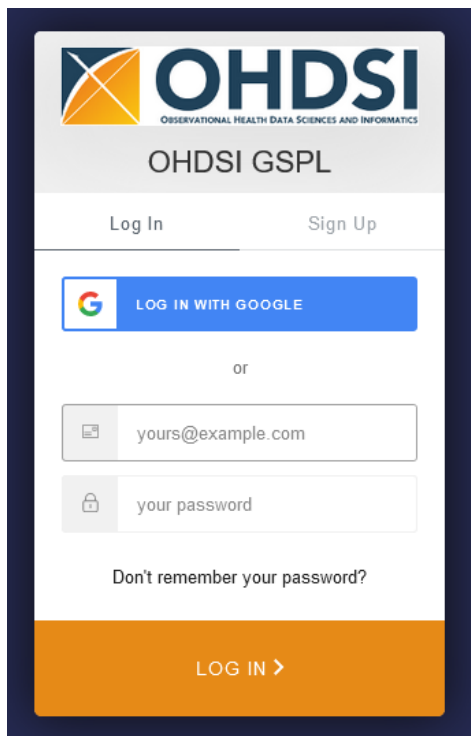 OHDSI
OBSERVATIONAL HEALTH DATA SCIENCES AND INFORMATICS
OHDSI GSPL
Log In Sign Up
LOG IN WITH GOOGLE
or
yours@example.com
your password
Don't remember your password?
LOG IN